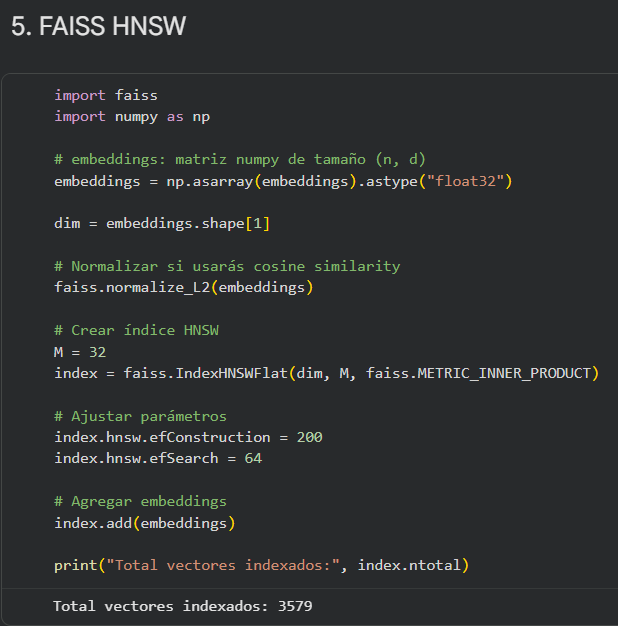 5. FAISS HNSW
import faiss
import numpy as np
# embeddings: matriz numpy de tamaño (n, d)
embeddings = np.asarray(embeddings).astype("float32")
dim = embeddings.shape[1]
# Normalizar si usarás cosine similarity
faiss.normalize_L2(embeddings)
# Crear índice HNSW
M = 32
index = faiss.IndexHNSWFlat(dim, M, faiss.METRIC_INNER_PRODUCT)
# Ajustar parámetros
index.hnsw.efConstruction = 200
index.hnsw.efSearch = 64
# Agregar embeddings
index.add(embeddings)
print("Total vectores indexados:", index.ntotal)
Total vectores indexados: 3579